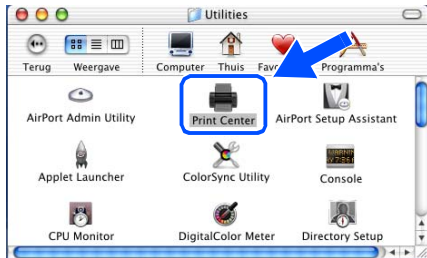 Utilities
Terug Weergave Computer Thuis Favo Programma's
AirPort Admin Utility Print Center AirPort Setup Assistant
Applet Launcher ColorSync Utility Console
CPU Monitor DigitalColor Meter Directory Setup